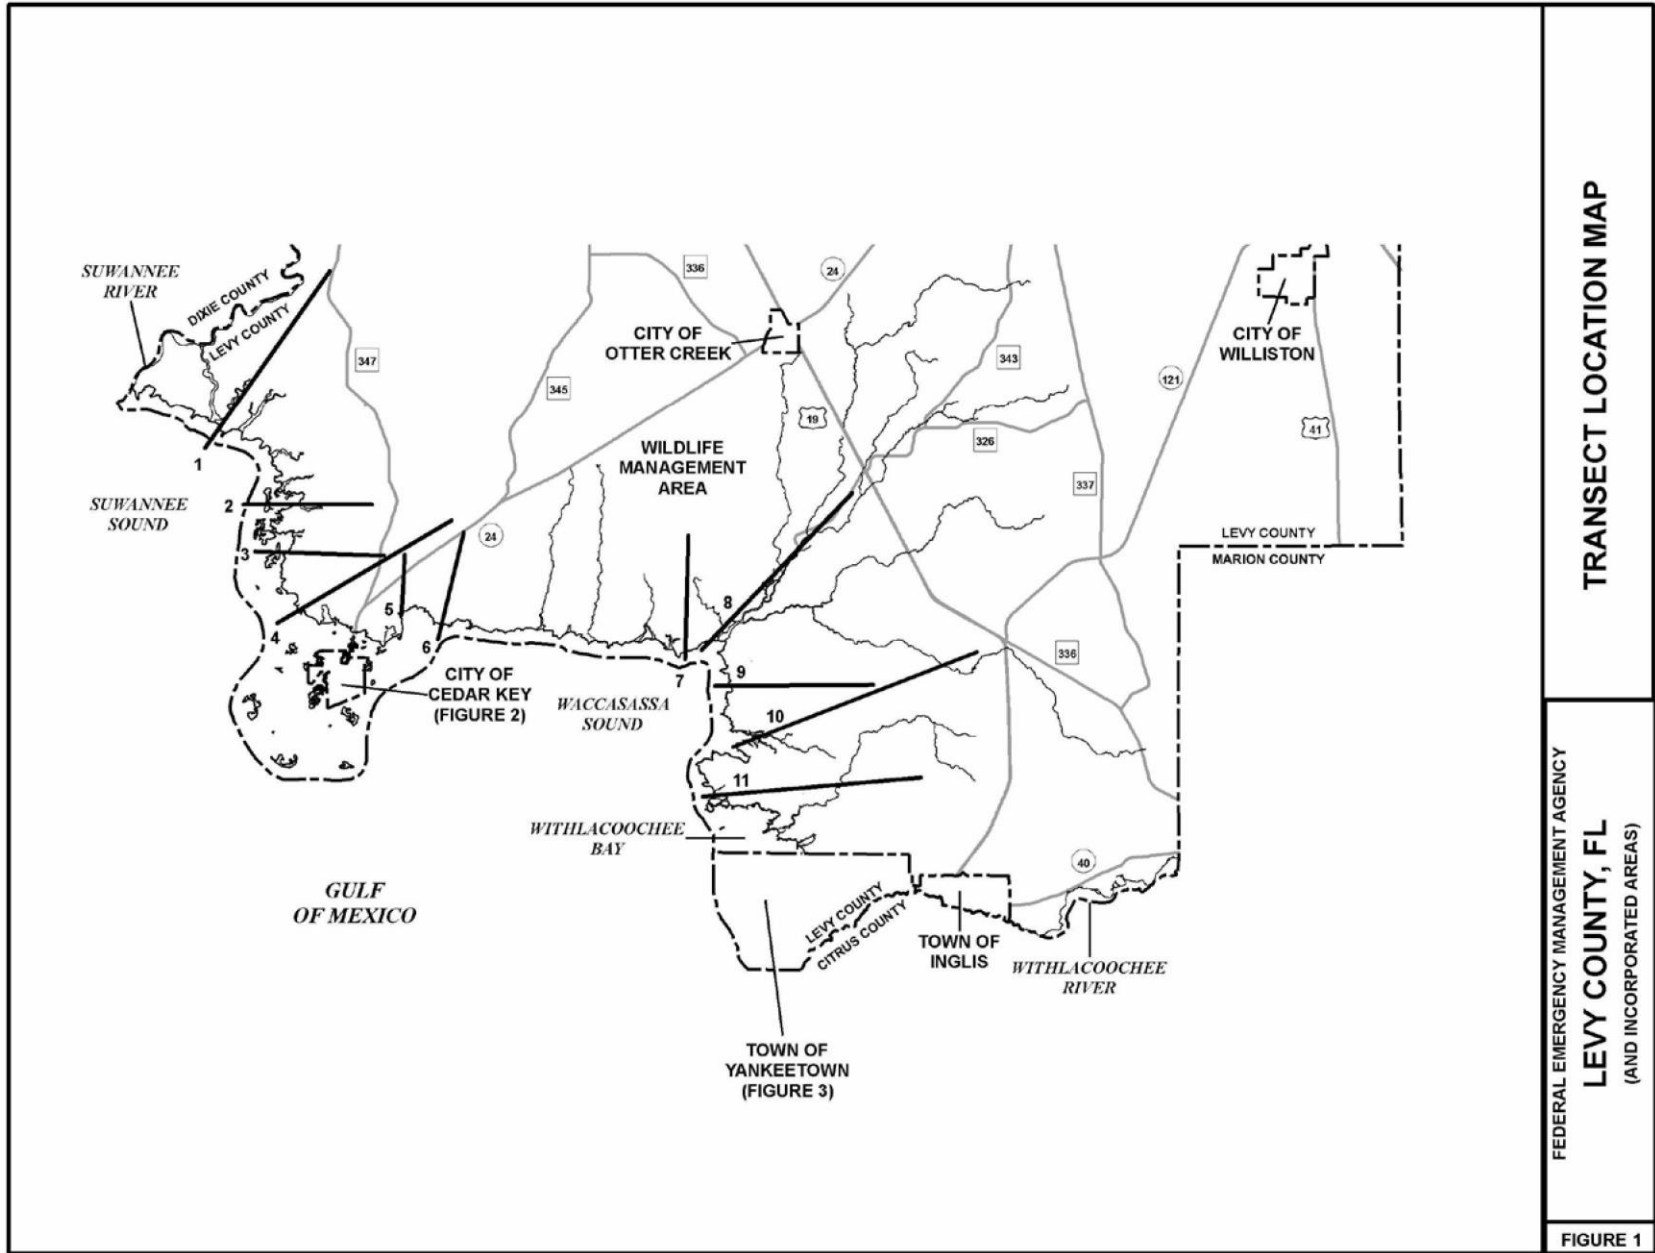 SUWANNEE
RIVER
DIXIE COUNTY
LEVY COUNTY
336
24
CITY OF
OTTER CREEK
CITY OF
WILLISTON
347
345
343
121
19
41
326
WILDLIFE
MANAGEMENT
AREA
1
2
SUWANNEE
SOUND
337
24
3
LEVY COUNTY
MARION COUNTY
4
5
6
7
8
9
10
11
336
CITY OF
CEDAR KEY
(FIGURE 2)
WACCASASSA
SOUND
WITHLACOOCHEE
BAY
GULF
OF MEXICO
40
LEVY COUNTY
CITRUS COUNTY
TOWN OF
INGLIS
WITHLACOOCHEE
RIVER
TOWN OF
YANKEETOWN
(FIGURE 3)
TRANSECT LOCATION MAP
FEDERAL EMERGENCY MANAGEMENT AGENCY
LEVY COUNTY, FL
(AND INCORPORATED AREAS)
FIGURE 1